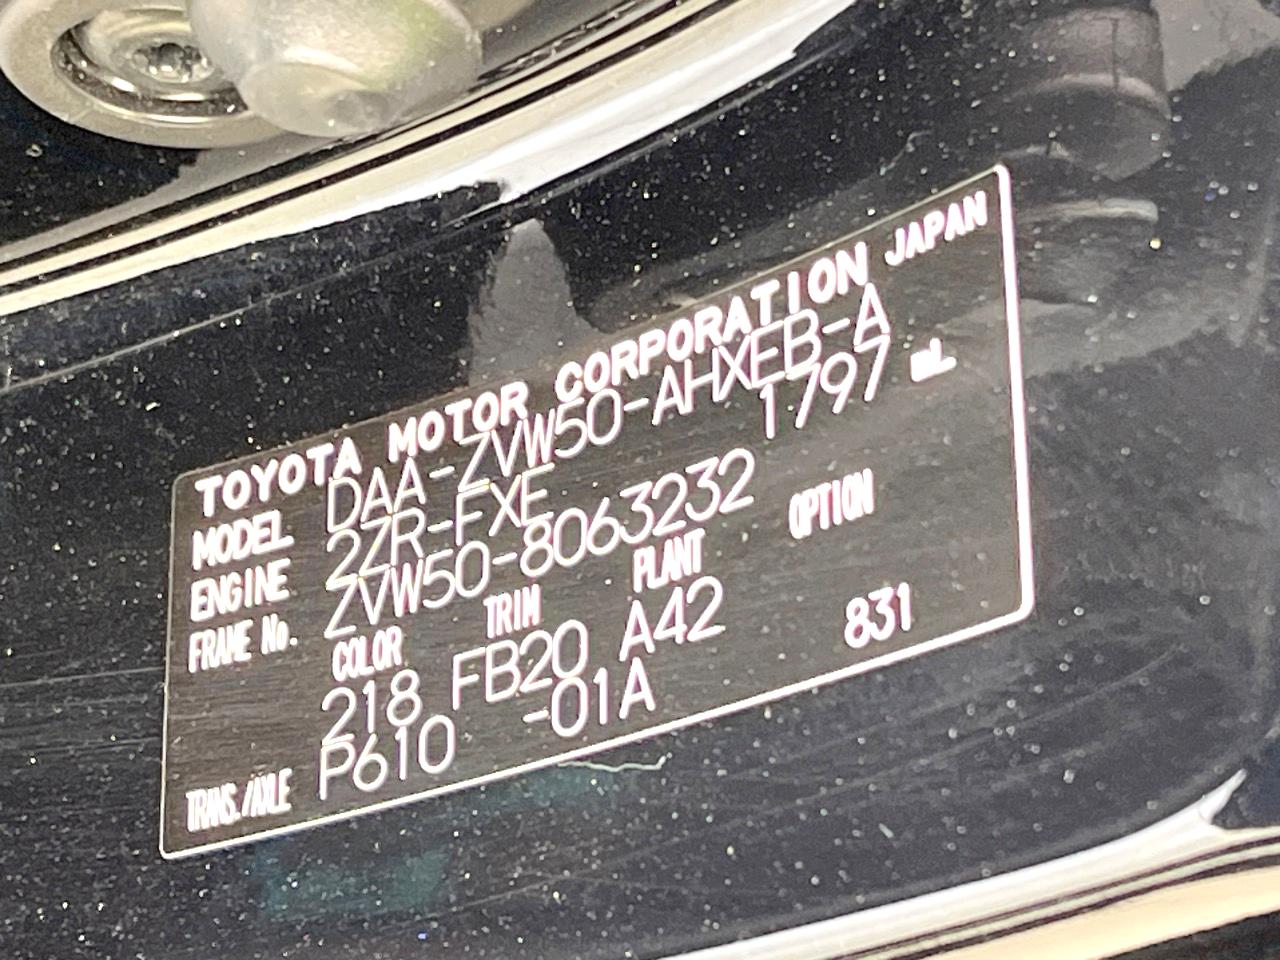 TOYOTA MOTOR CORPORATION JAPAN
MODEL DAA-ZVW50-AHXEB-A
ENGINE 2ZR-FXE 1797 mL
FRAME No. ZVW50-8063232
COLOR TRIM PLANT OPTION
218 FB20 A42 831
TRANS./AXLE P610 -01A